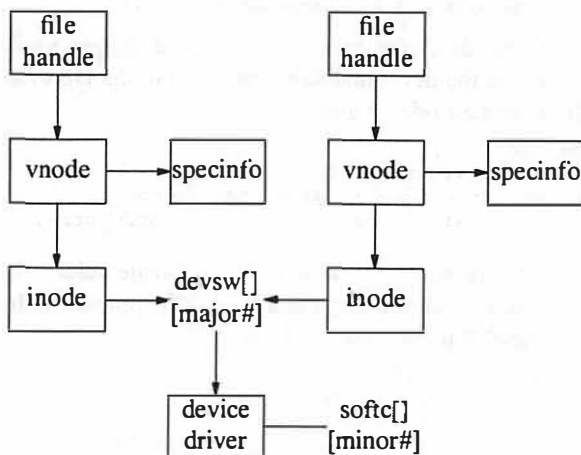 file
handle
file
handle
vnode
specinfo
vnode
specinfo
inode
devsw[]
[major#]
inode
device
driver
softc[]
[minor#]